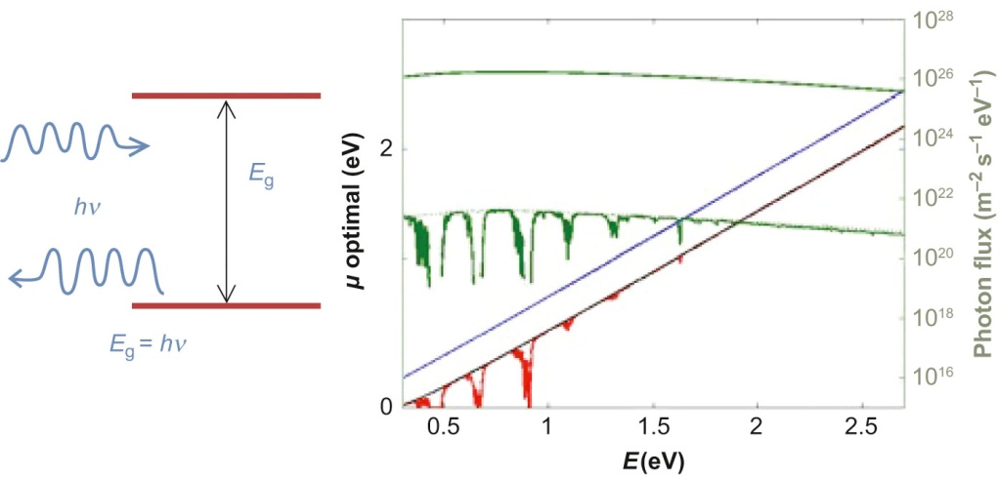 hν
E_g
E_g = hν
μ optimal (eV)
2
0
0.5
1
1.5
2
2.5
E(eV)
10^28
10^26
10^24
10^22
10^20
10^18
10^16
Photon flux (m^−2 s^−1 eV^−1)